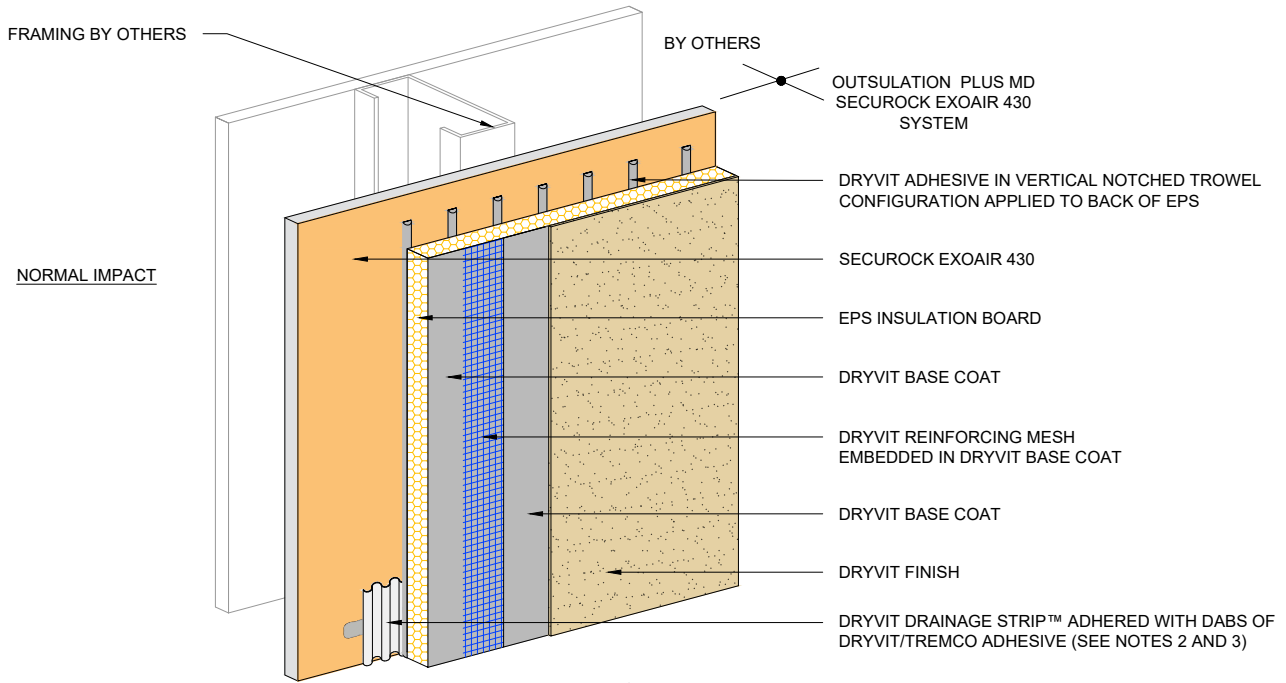 FRAMING BY OTHERS
BY OTHERS
OUTSULATION PLUS MD
SECUROCK EXOAIR 430
SYSTEM
DRYVIT ADHESIVE IN VERTICAL NOTCHED TROWEL
CONFIGURATION APPLIED TO BACK OF EPS
SECUROCK EXOAIR 430
NORMAL IMPACT
EPS INSULATION BOARD
DRYVIT BASE COAT
DRYVIT REINFORCING MESH
EMBEDDED IN DRYVIT BASE COAT
DRYVIT BASE COAT
DRYVIT FINISH
DRYVIT DRAINAGE STRIP™ ADHERED WITH DABS OF
DRYVIT/TREMCO ADHESIVE (SEE NOTES 2 AND 3)